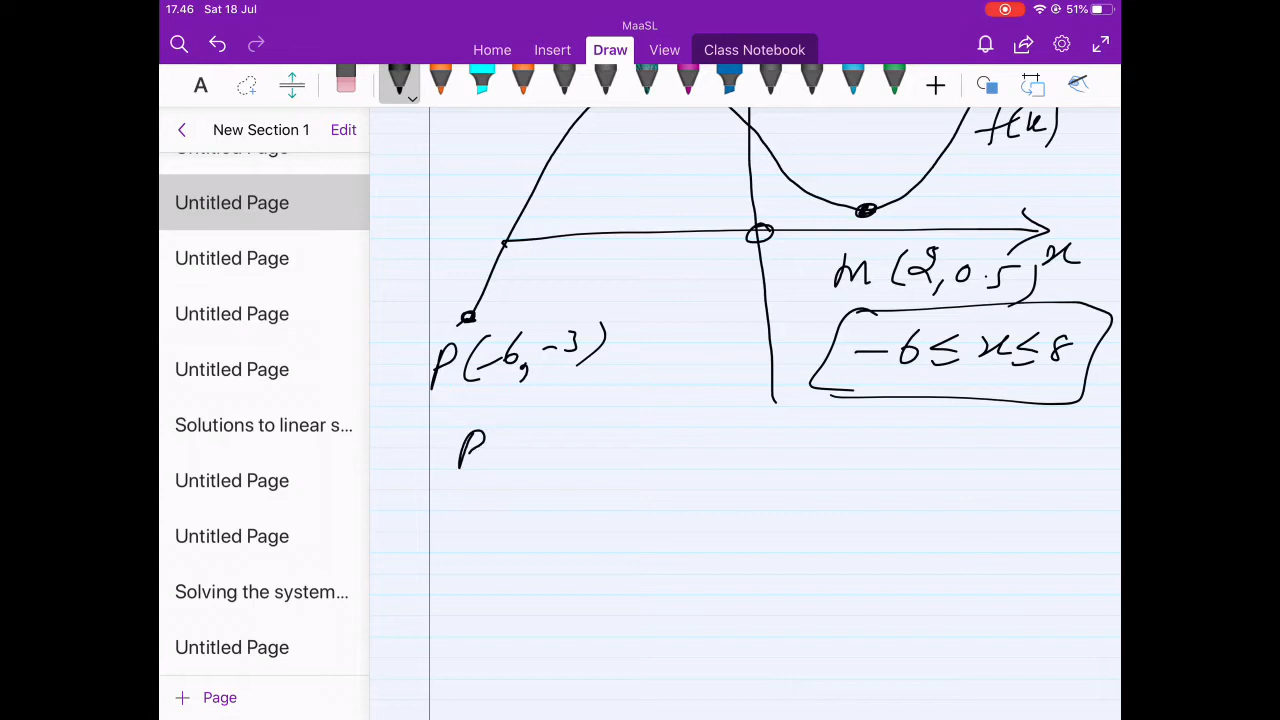 17.46 Sat 18 Jul
51%
MaaSL
Home Insert Draw View Class Notebook
A
New Section 1 Edit
Untitled Page
Untitled Page
Untitled Page
Untitled Page
Untitled Page
Solutions to linear s...
Untitled Page
Untitled Page
Solving the system...
Untitled Page
+ Page
f(x)
x
M (2, 0.5)
P(-6, -3)
-6 ≤ x ≤ 8
P